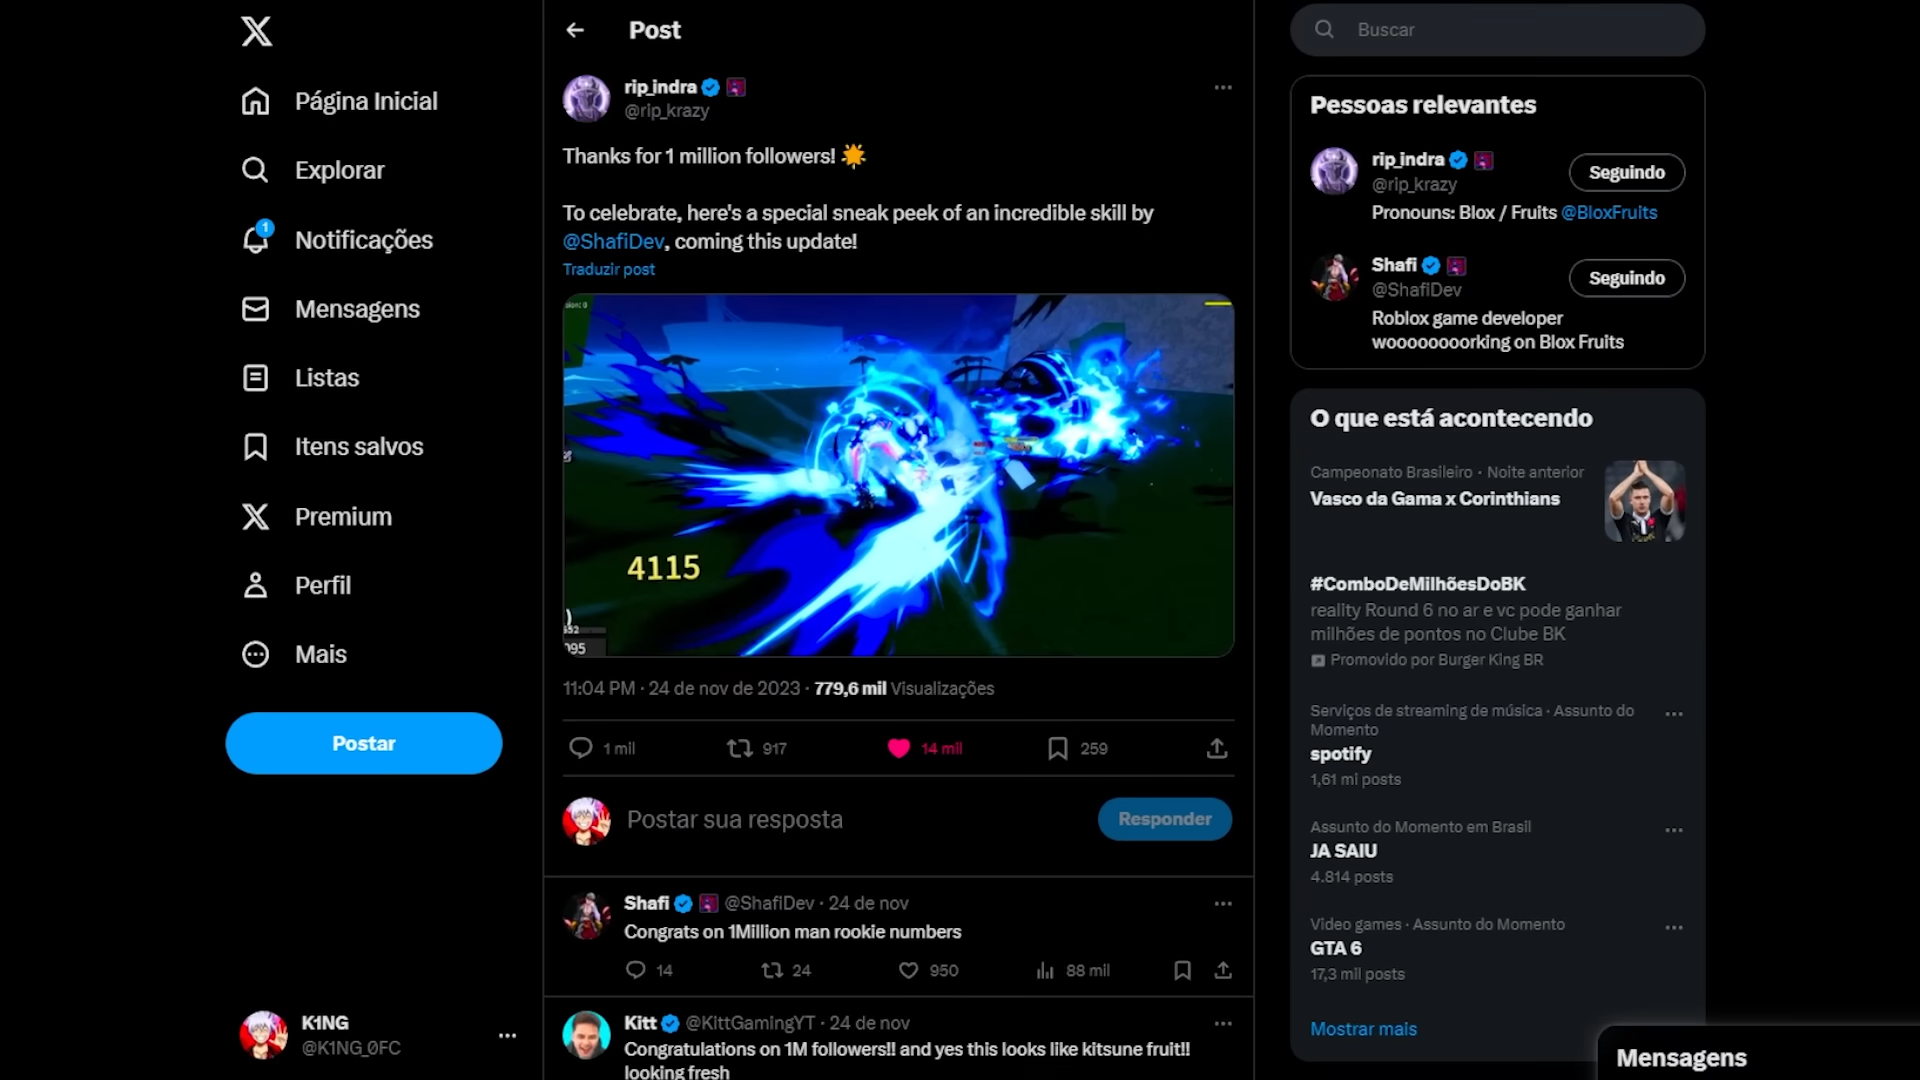 Página Inicial
Explorar
1
Notificações
Mensagens
Listas
Itens salvos
Premium
Perfil
Mais
Postar
K1NG
@K1NG_0FC
Post
rip_indra
@rip_krazy
Thanks for 1 million followers!
To celebrate, here's a special sneak peek of an incredible skill by
@ShafiDev, coming this update!
Traduzir post
4115
11:04 PM · 24 de nov de 2023 · 779,6 mil Visualizações
1 mil 917 14 mil 259
Postar sua resposta
Responder
Shafi @ShafiDev · 24 de nov
Congrats on 1Million man rookie numbers
14 24 950 88 mil
Kitt @KittGamingYT · 24 de nov
Congratulations on 1M followers!! and yes this looks like kitsune fruit!!
looking fresh
Buscar
Pessoas relevantes
rip_indra
@rip_krazy
Seguindo
Pronouns: Blox / Fruits @BloxFruits
Shafi
@ShafiDev
Seguindo
Roblox game developer
woooooooorking on Blox Fruits
O que está acontecendo
Campeonato Brasileiro · Noite anterior
Vasco da Gama x Corinthians
#ComboDeMilhõesDoBK
reality Round 6 no ar e vc pode ganhar
milhões de pontos no Clube BK
Promovido por Burger King BR
Serviços de streaming de música · Assunto do
Momento
spotify
1,61 mi posts
Assunto do Momento em Brasil
JA SAIU
4.814 posts
Video games · Assunto do Momento
GTA 6
17,3 mil posts
Mostrar mais
Mensagens